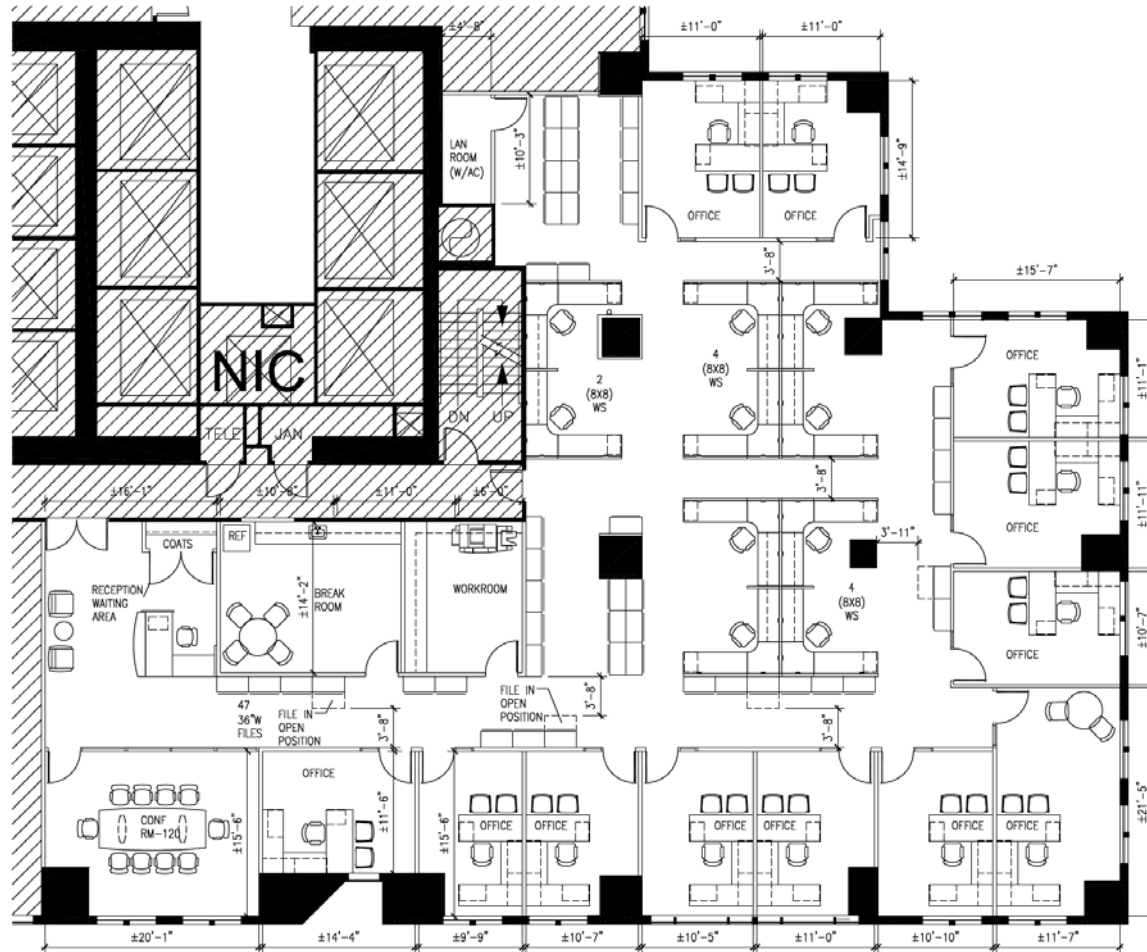 ±4'-8"
±11'-0"
±11'-0"
LAN
ROOM
(W/AC)
±10'-3"
±14'-9"
OFFICE
OFFICE
3'-8"
±15'-7"
OFFICE
±11'-1"
NIC
4
(8X8)
WS
2
(8X8)
WS
DN
UP
TELE
JAN
3'-8"
±11'-11"
OFFICE
±16'-1"
±10'-8"
±11'-0"
±6'-0"
3'-11"
COATS
REF
RECEPTION
WAITING
AREA
±14'-2"
BREAK
ROOM
WORKROOM
4
(8X8)
WS
±10'-7"
OFFICE
47
36"W
FILES
FILE IN
OPEN
POSITION
3'-8"
FILE IN
OPEN
POSITION
3'-8"
3'-8"
±21'-5"
OFFICE
CONF
RM-120
±15'-6"
±11'-6"
±15'-6"
OFFICE
OFFICE
OFFICE
OFFICE
OFFICE
OFFICE
±20'-1"
±14'-4"
±9'-9"
±10'-7"
±10'-5"
±11'-0"
±10'-10"
±11'-7"